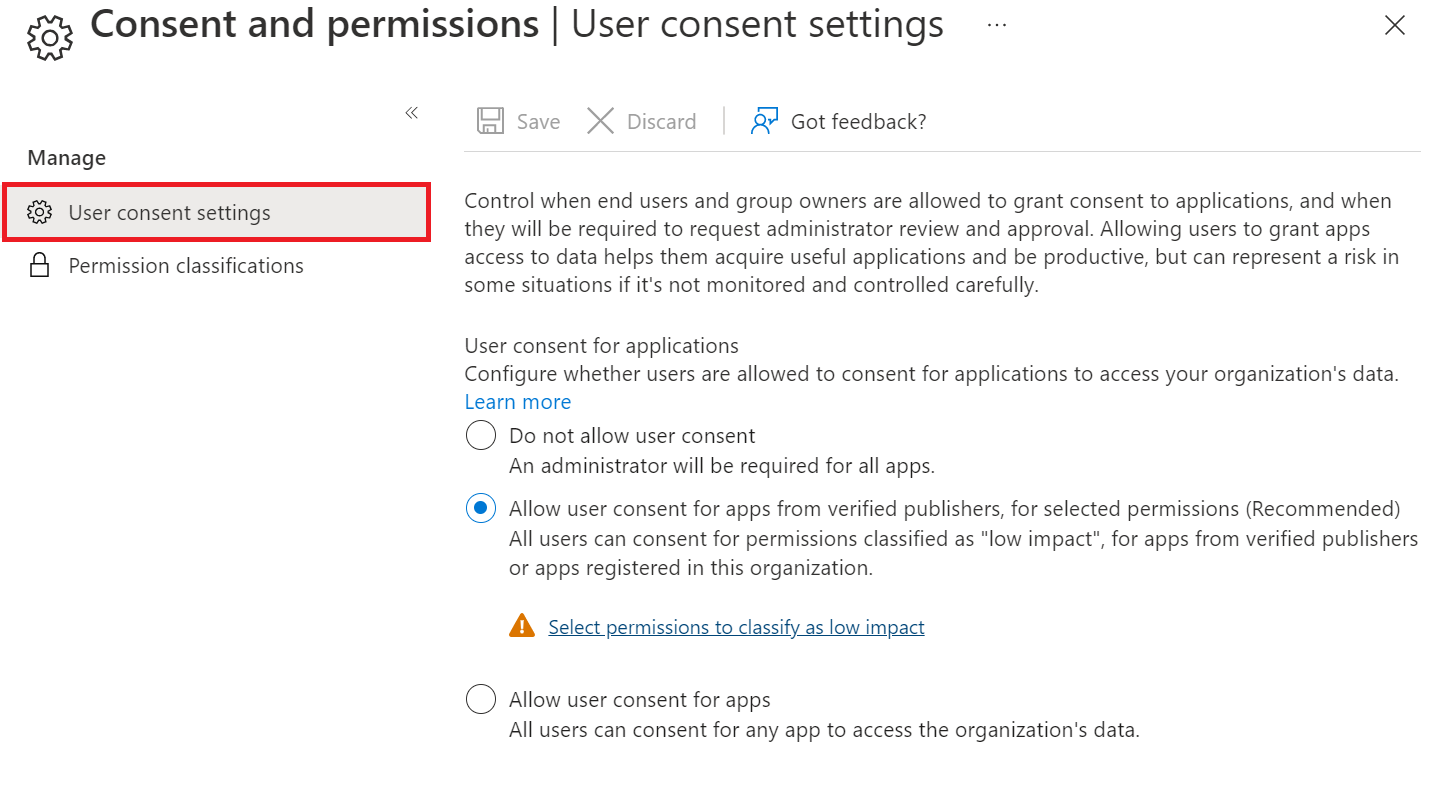 Consent and permissions | User consent settings ...
«
Save Discard Got feedback?
Manage
User consent settings
Permission classifications
Control when end users and group owners are allowed to grant consent to applications, and when
they will be required to request administrator review and approval. Allowing users to grant apps
access to data helps them acquire useful applications and be productive, but can represent a risk in
some situations if it's not monitored and controlled carefully.
User consent for applications
Configure whether users are allowed to consent for applications to access your organization's data.
Learn more
Do not allow user consent
An administrator will be required for all apps.
Allow user consent for apps from verified publishers, for selected permissions (Recommended)
All users can consent for permissions classified as "low impact", for apps from verified publishers
or apps registered in this organization.
Select permissions to classify as low impact
Allow user consent for apps
All users can consent for any app to access the organization's data.